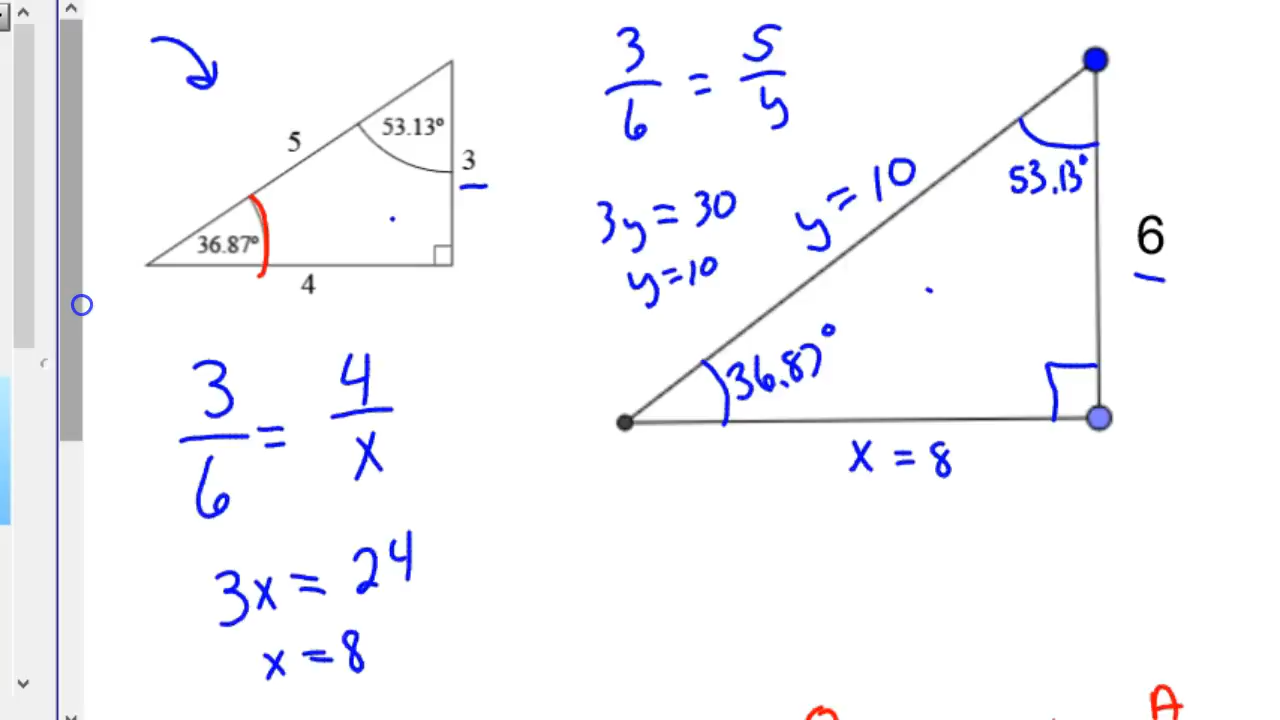 5
53.13°
3
36.87°
4
3/6 = 4/x
3x = 24
x = 8
3/6 = 5/y
3y = 30
y = 10
y = 10
53.13°
6
36.87°
x = 8
A